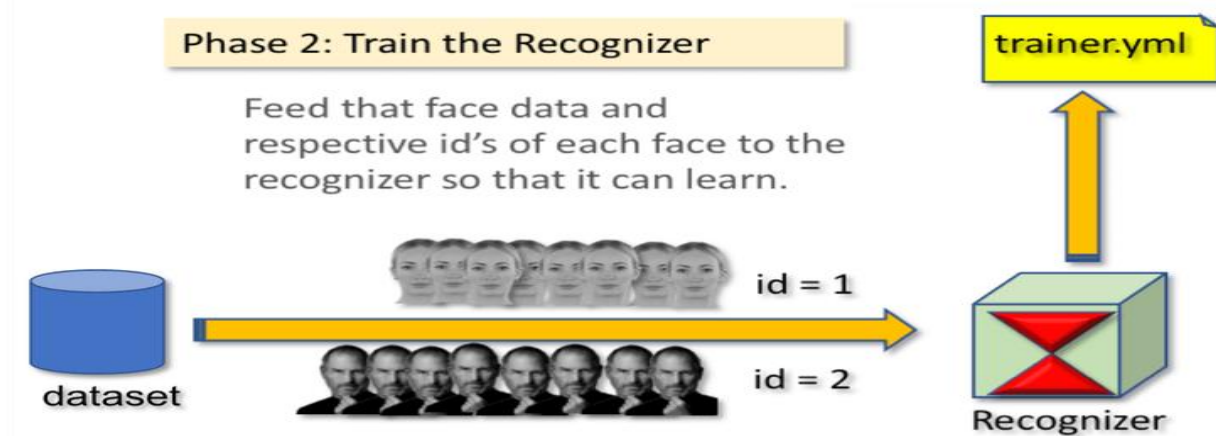 Phase 2: Train the Recognizer
trainer.yml
Feed that face data and
respective id's of each face to the
recognizer so that it can learn.
id = 1
id = 2
dataset
Recognizer